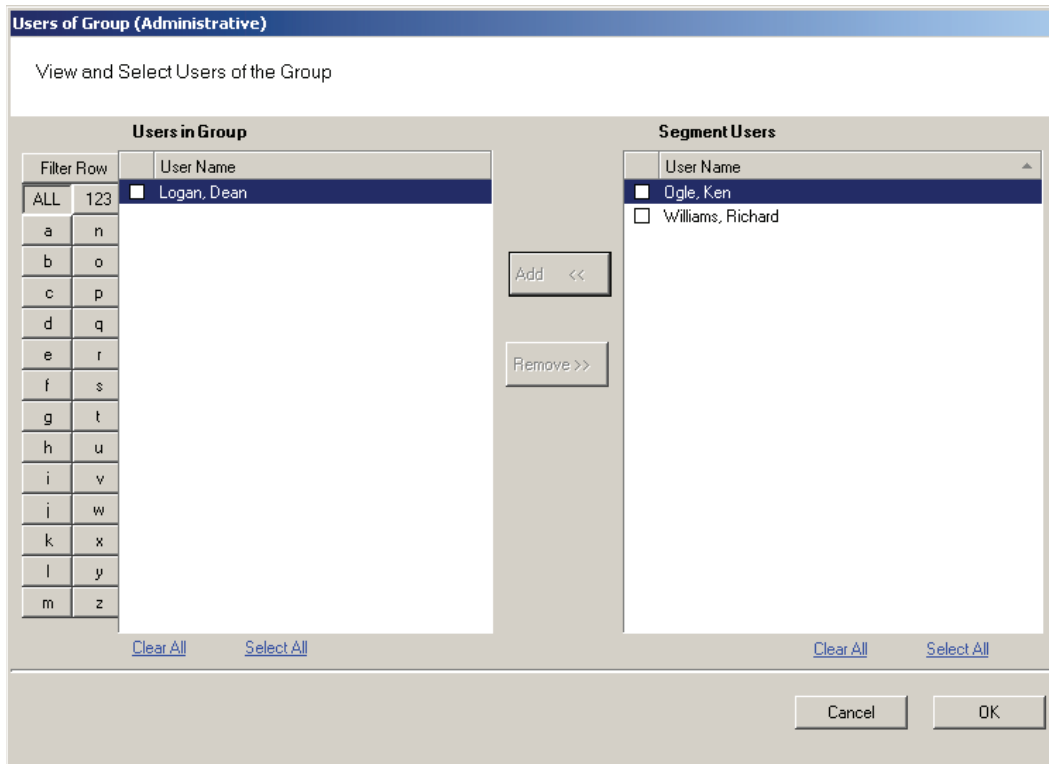 Users of Group (Administrative)
View and Select Users of the Group
Users in Group
Segment Users
Filter Row
User Name
User Name
ALL 123
Logan, Dean
Ogle, Ken
Williams, Richard
a n
b o
c p
d q
e r
f s
g t
h u
i v
j w
k x
l y
m z
Add <<
Remove >>
Clear All Select All
Clear All Select All
Cancel OK